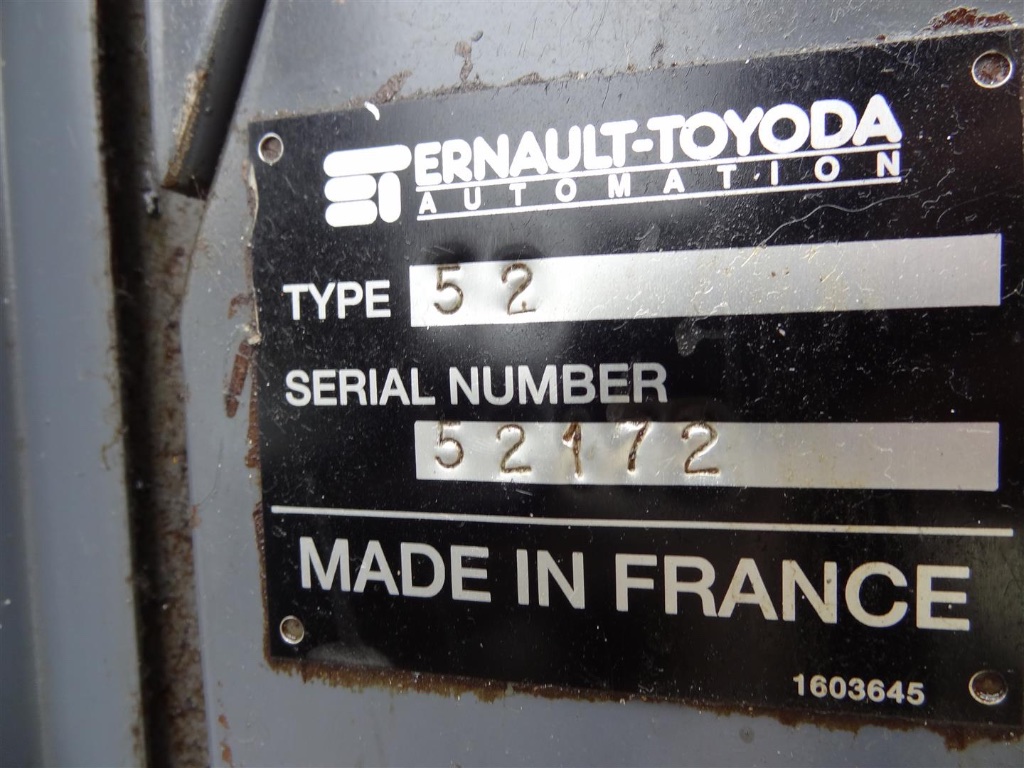 ERNAULT-TOYODA
AUTOMATION
TYPE 52
SERIAL NUMBER
52172
MADE IN FRANCE
1603645